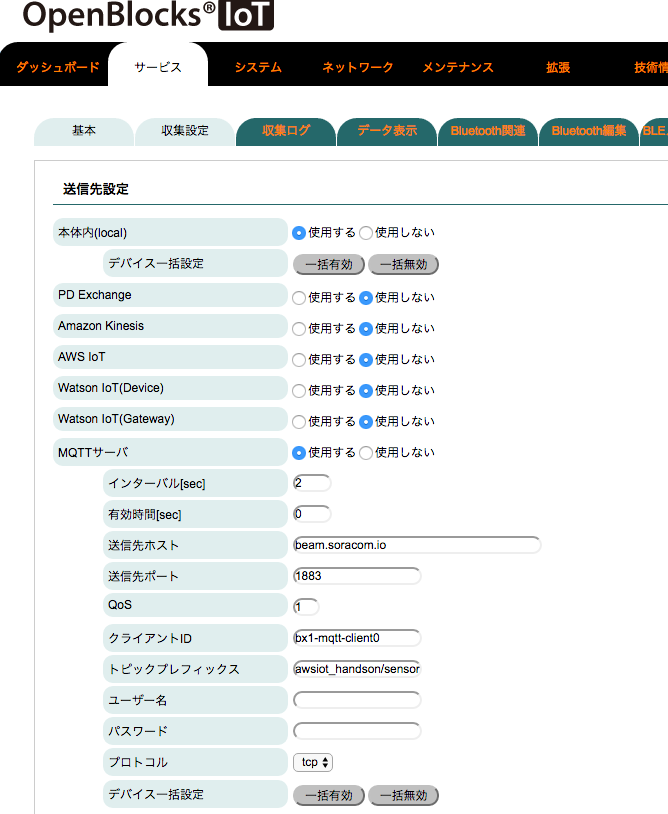 OpenBlocks® IoT
ダッシュボード サービス システム ネットワーク メンテナンス 拡張 技術情
基本 収集設定 収集ログ データ表示 Bluetooth関連 Bluetooth編集 BLE
送信先設定
本体内(local) 使用する 使用しない
デバイス一括設定 一括有効 一括無効
PD Exchange 使用する 使用しない
Amazon Kinesis 使用する 使用しない
AWS IoT 使用する 使用しない
Watson IoT(Device) 使用する 使用しない
Watson IoT(Gateway) 使用する 使用しない
MQTTサーバ 使用する 使用しない
インターバル[sec] 2
有効時間[sec] 0
送信先ホスト beam.soracom.io
送信先ポート 1883
QoS 1
クライアントID bx1-mqtt-client0
トピックプレフィックス awsiot_handson/sensor
ユーザー名
パスワード
プロトコル tcp
デバイス一括設定 一括有効 一括無効